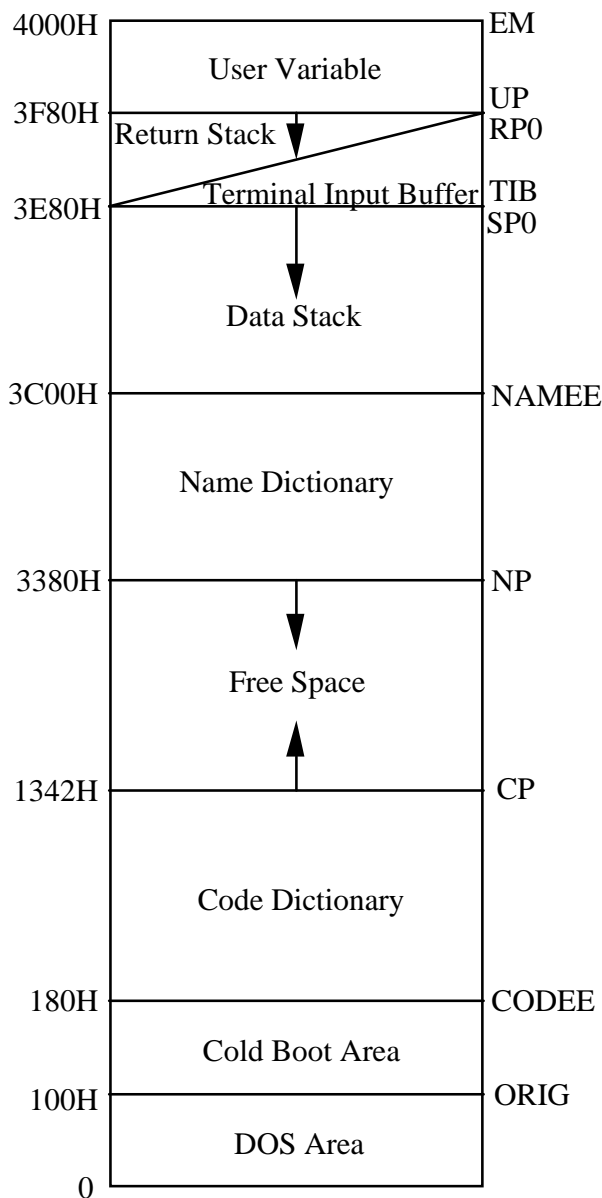 4000H EM
User Variable
3F80H UP
RP0
Return Stack
Terminal Input Buffer TIB
3E80H SP0
Data Stack
3C00H NAMEE
Name Dictionary
3380H NP
Free Space
1342H CP
Code Dictionary
180H CODEE
Cold Boot Area
100H ORIG
DOS Area
0